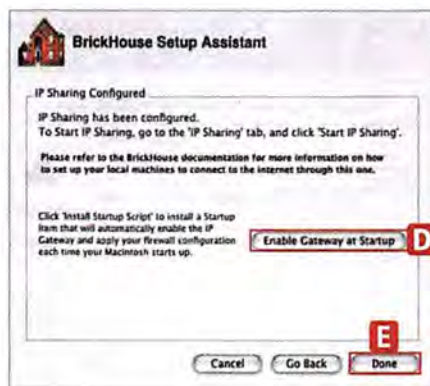 BrickHouse Setup Assistant
IP Sharing Configured
IP Sharing has been configured.
To Start IP Sharing, go to the 'IP Sharing' tab, and click 'Start IP Sharing'.
Please refer to the BrickHouse documentation for more information on how
to set up your local machines to connect to the internet through this one.
Click 'Install Startup Script' to install a Startup
Item that will automatically enable the IP
Gateway and apply your firewall configuration
each time your Macintosh starts up.
Enable Gateway at Startup
D
E
Cancel
Go Back
Done